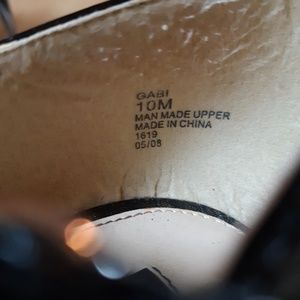 GABI
10M
MAN MADE UPPER
MADE IN CHINA
1619
05/08